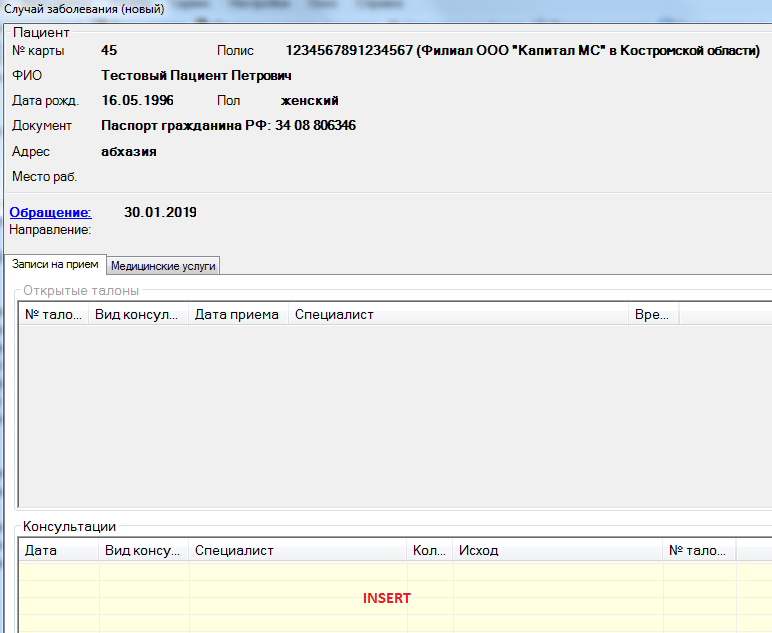 Случай заболевания (новый)
Пациент
№ карты 45 Полис 1234567891234567 (Филиал ООО "Капитал МС" в Костромской области)
ФИО Тестовый Пациент Петрович
Дата рожд. 16.05.1996 Пол женский
Документ Паспорт гражданина РФ: 34 08 806346
Адрес абхазия
Место раб.
Обращение: 30.01.2019
Направление:
Записи на прием Медицинские услуги
Открытые талоны
№ тало... Вид консул... Дата приема Специалист Вре...
Консультации
Дата Вид консу... Специалист Кол... Исход № тало...
INSERT